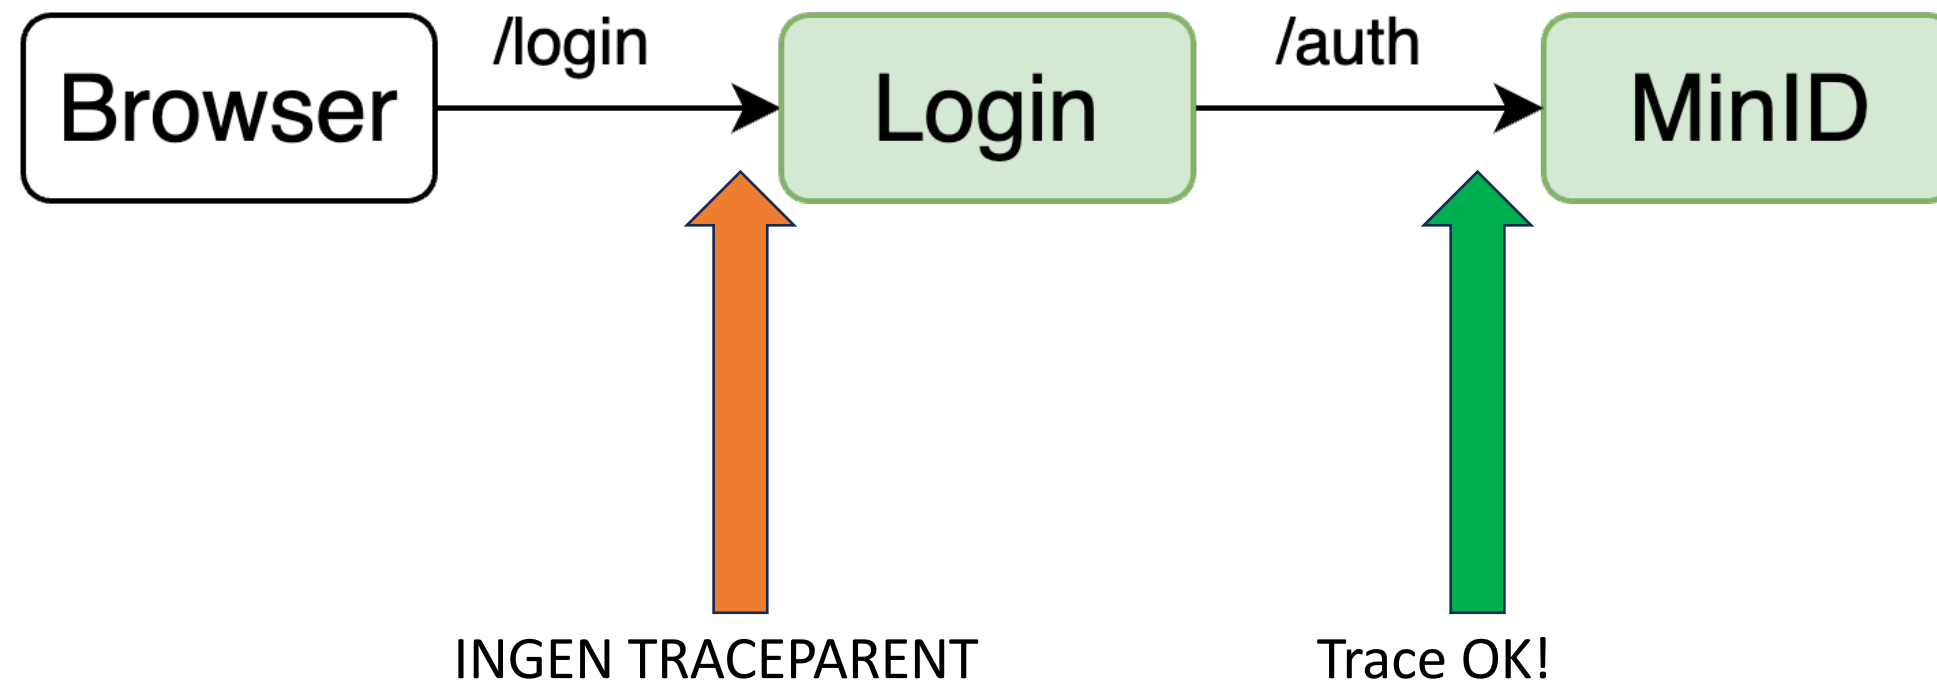 Browser
/login
Login
/auth
MinID
INGEN TRACEPARENT
Trace OK!